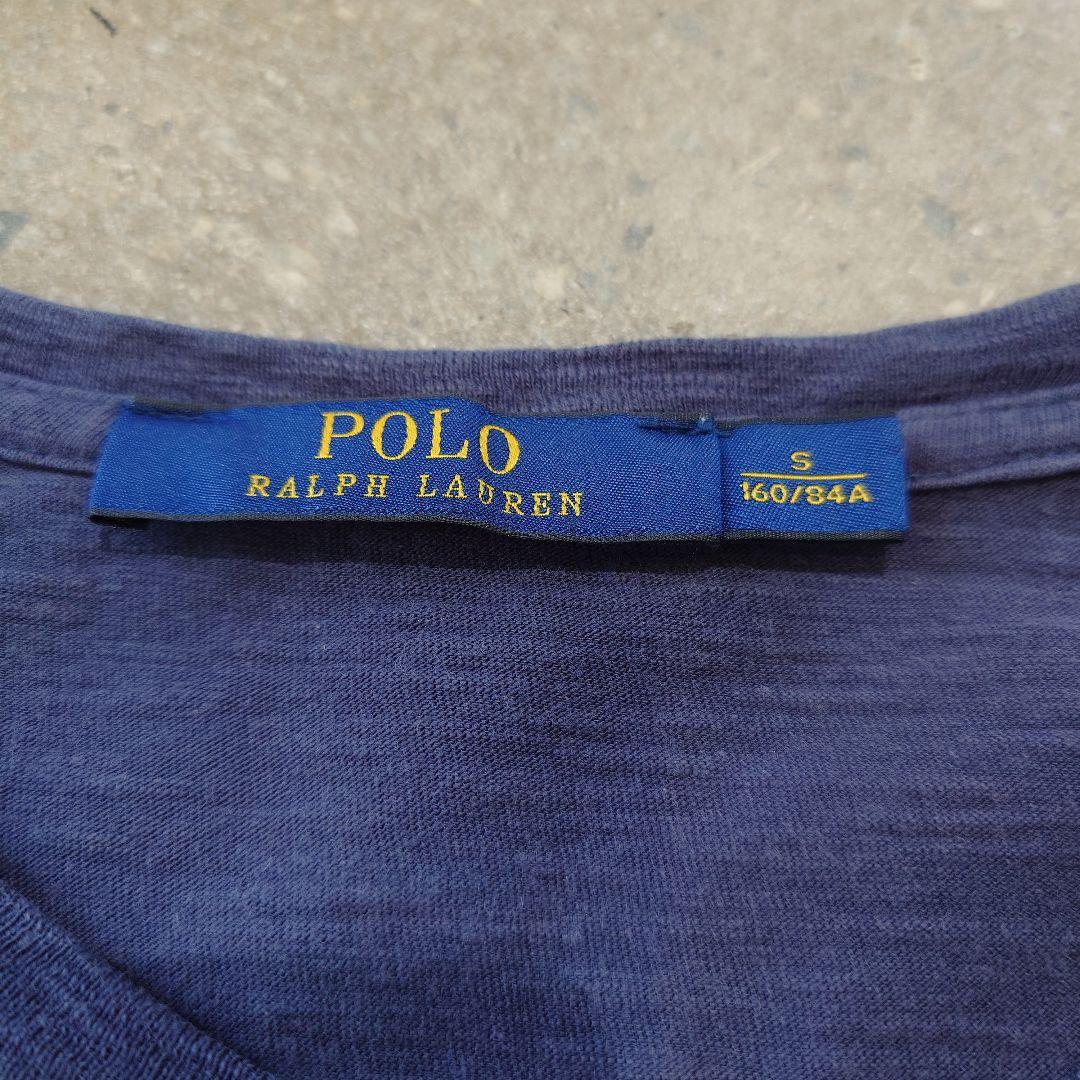 POLO
RALPH LAUREN
S
160/84A